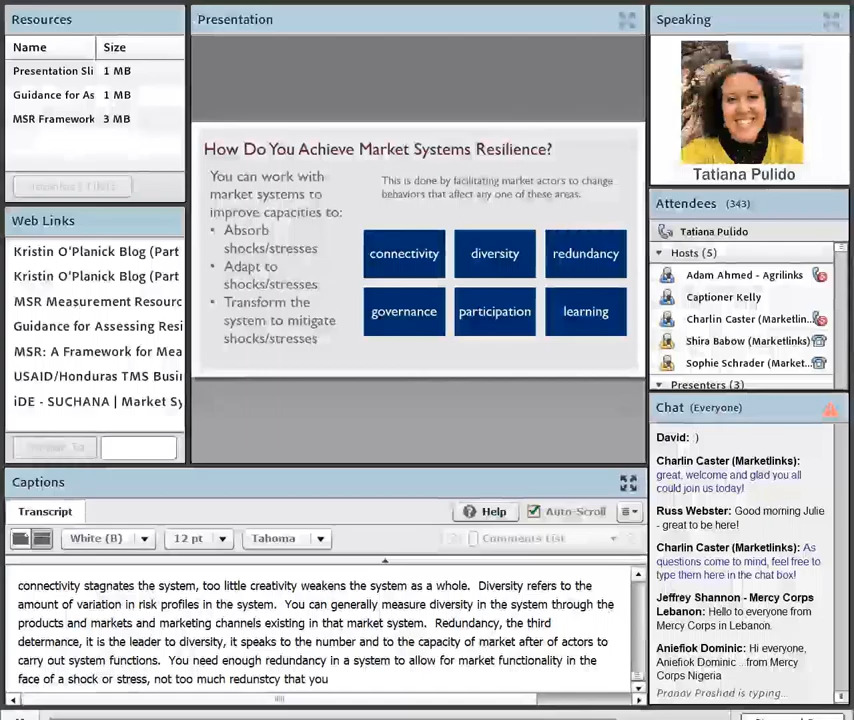 Resources
Name Size
Presentation Sli 1 MB
Guidance for As 1 MB
MSR Framework 3 MB
Web Links
Kristin O'Planick Blog (Part
Kristin O'Planick Blog (Part
MSR Measurement Resourc
Guidance for Assessing Resi
MSR: A Framework for Mea
USAID/Honduras TMS Busin
iDE - SUCHANA | Market Sy
Presentation
How Do You Achieve Market Systems Resilience?
You can work with
market systems to
improve capacities to:
• Absorb
shocks/stresses
• Adapt to
shocks/stresses
• Transform the
system to mitigate
shocks/stresses
This is done by facilitating market actors to change
behaviors that affect any one of these areas.
connectivity diversity redundancy
governance participation learning
Speaking
Tatiana Pulido
Attendees (343)
Tatiana Pulido
Hosts (5)
Adam Ahmed - Agrilinks
Captioner Kelly
Charlin Caster (Marketlin...
Shira Babow (Marketlinks)
Sophie Schrader (Market...
Presenters (3)
Chat (Everyone)
David: :)
Charlin Caster (Marketlinks):
great, welcome and glad you all
could join us today!
Russ Webster: Good morning Julie
- great to be here!
Charlin Caster (Marketlinks): As
questions come to mind, feel free to
type them here in the chat box!
Jeffrey Shannon - Mercy Corps
Lebanon: Hello to everyone from
Mercy Corps in Lebanon.
Aniefiok Dominic: Hi everyone,
Aniefiok Dominic from Mercy
Corps Nigeria
Pranav Proshad is typing...
Captions
Transcript
Help
Auto-Scroll
White (B) 12 pt Tahoma
Comments List
connectivity stagnates the system, too little creativity weakens the system as a whole. Diversity refers to the
amount of variation in risk profiles in the system. You can generally measure diversity in the system through the
products and markets and marketing channels existing in that market system. Redundancy, the third
determance, it is the leader to diversity, it speaks to the number and to the capacity of market after of actors to
carry out system functions. You need enough redundancy in a system to allow for market functionality in the
face of a shock or stress, not too much redunstcy that you